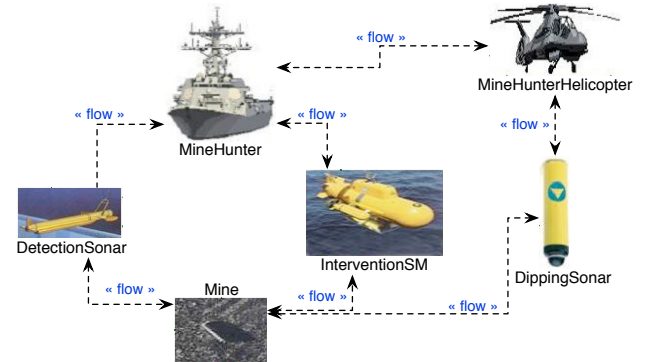 « flow »
MineHunterHelicopter
« flow »
« flow »
« flow »
MineHunter
DetectionSonar
InterventionSM
DippingSonar
« flow »
Mine
« flow »
« flow »